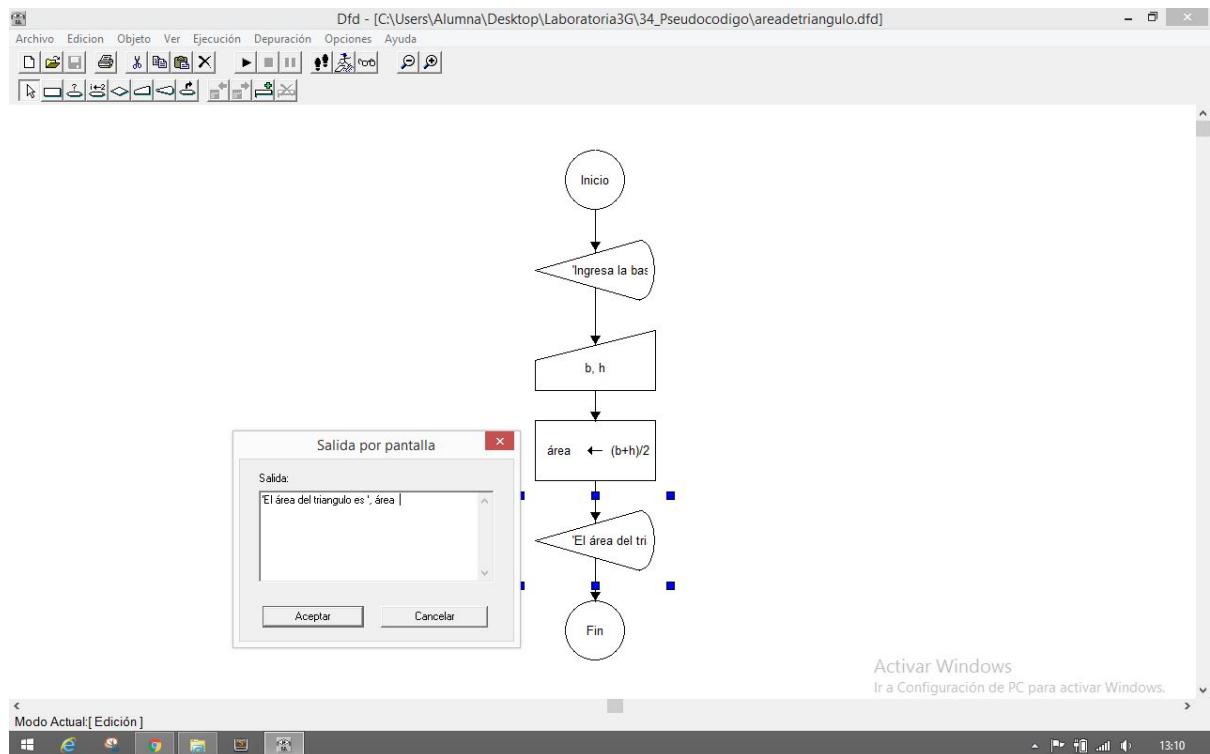 Dfd - [C:\Users\Alumna\Desktop\Laboratoria3G\34_Pseudocodigo\areadetriangulo.dfd]
Archivo Edicion Objeto Ver Ejecución Depuración Opciones Ayuda
Inicio
'Ingresa la bas
b, h
área ← (b+h)/2
'El área del tri
Fin
Salida por pantalla
Salida:
'El área del triangulo es ', área
Aceptar Cancelar
Activar Windows
Ir a Configuración de PC para activar Windows.
Modo Actual:[ Edición ]
13:10